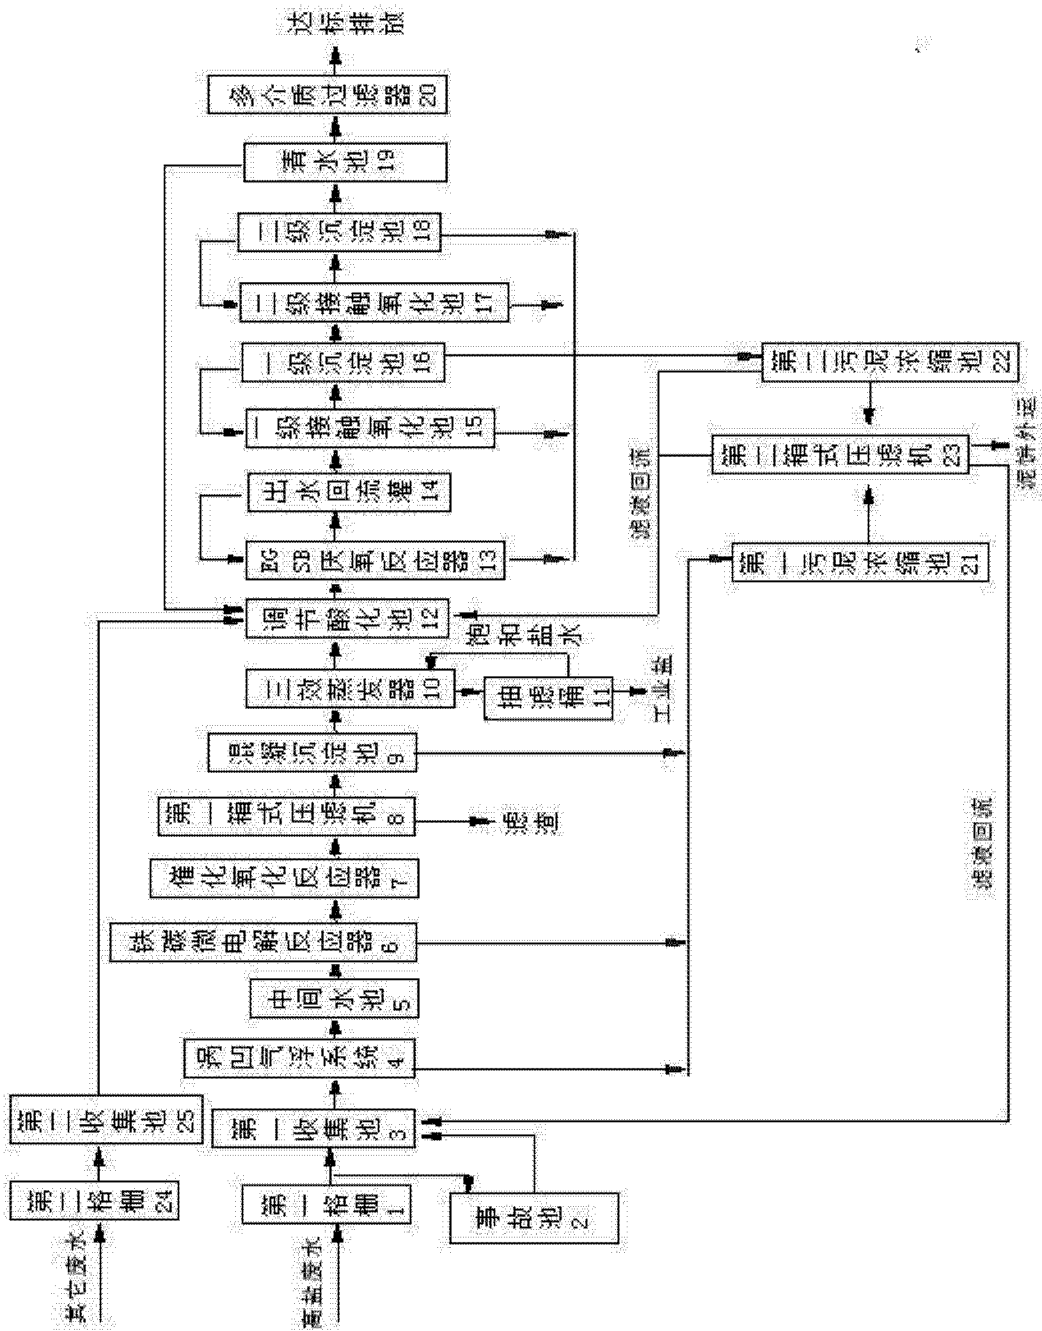 高盐废水
第一格栅1
事故池2
第一收集池3
涡凹气浮系统4
中间水池5
铁碳微电解反应器6
催化氧化反应器7
第一箱式压滤机8
滤渣
混凝沉淀池9
三效蒸发器10
抽滤桶11
饱和盐水
工业盐
调节酸化池12
EGSB厌氧反应器13
出水回流灌14
一级接触氧化池15
一级沉淀池16
二级接触氧化池17
二级沉淀池18
清水池19
多介质过滤器20
达标排放
其它废水
第二格栅24
第二收集池25
第一污泥浓缩池21
第二污泥浓缩池22
第二箱式压滤机23
泥饼外运
滤液回流
滤液回流